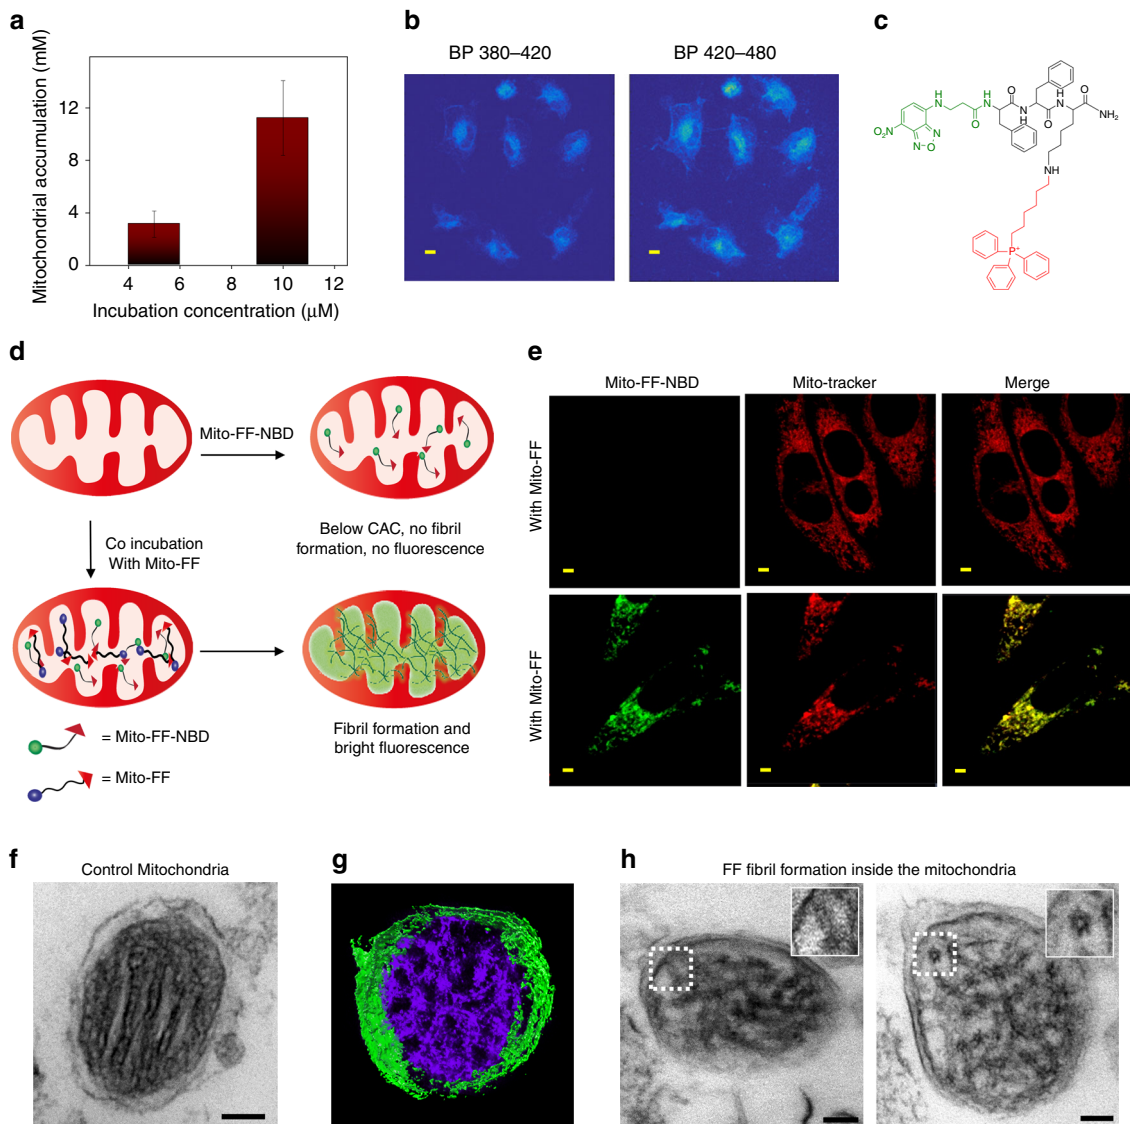 a
Mitochondrial accumulation (mM)
12
8
4
0
4 6 8 10 12
Incubation concentration (μM)
b
BP 380–420 BP 420–480
c
O₂N
N
O
N
HN
O
H
N
O
N
H
H
N
O
O
NH₂
NH
P⁺
d
Mito-FF-NBD
Below CAC, no fibril
formation, no fluorescence
Co incubation
With Mito-FF
Fibril formation and
bright fluorescence
= Mito-FF-NBD
= Mito-FF
e
Mito-FF-NBD Mito-tracker Merge
With Mito-FF
With Mito-FF
f
Control Mitochondria
g
h
FF fibril formation inside the mitochondria